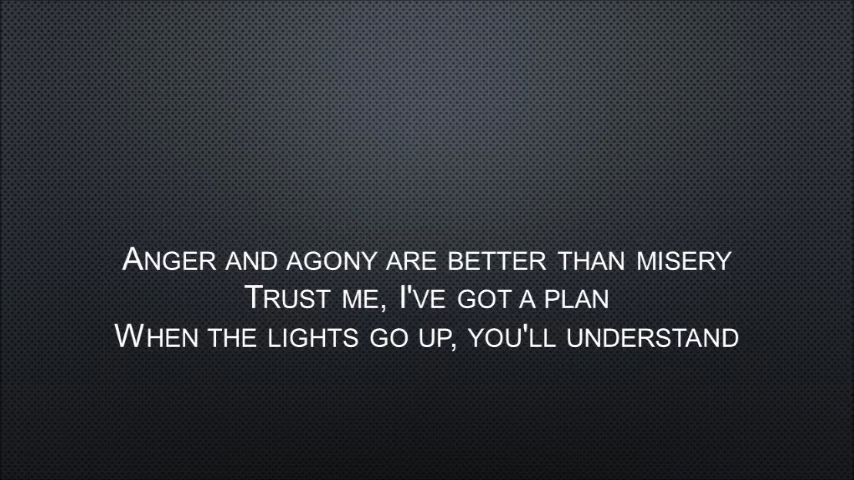 Anger and agony are better than misery
Trust me, I've got a plan
When the lights go up, you'll understand